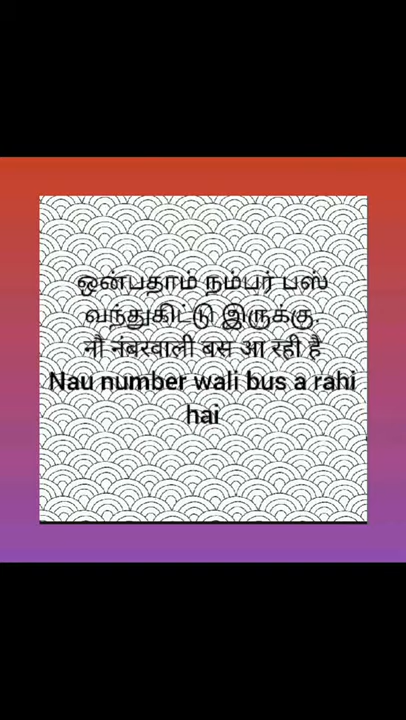 ஒன்பதாம் நம்பர் பஸ்
வந்துகிட்டு இருக்கு.
नौ नंबरवाली बस आ रही है
Nau number wali bus a rahi
hai